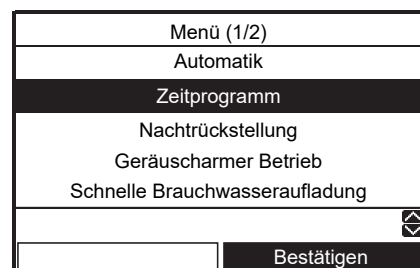 Menü (1/2)
Automatik
Zeitprogramm
Nachtrückstellung
Geräuscharmer Betrieb
Schnelle Brauchwasseraufladung
Bestätigen